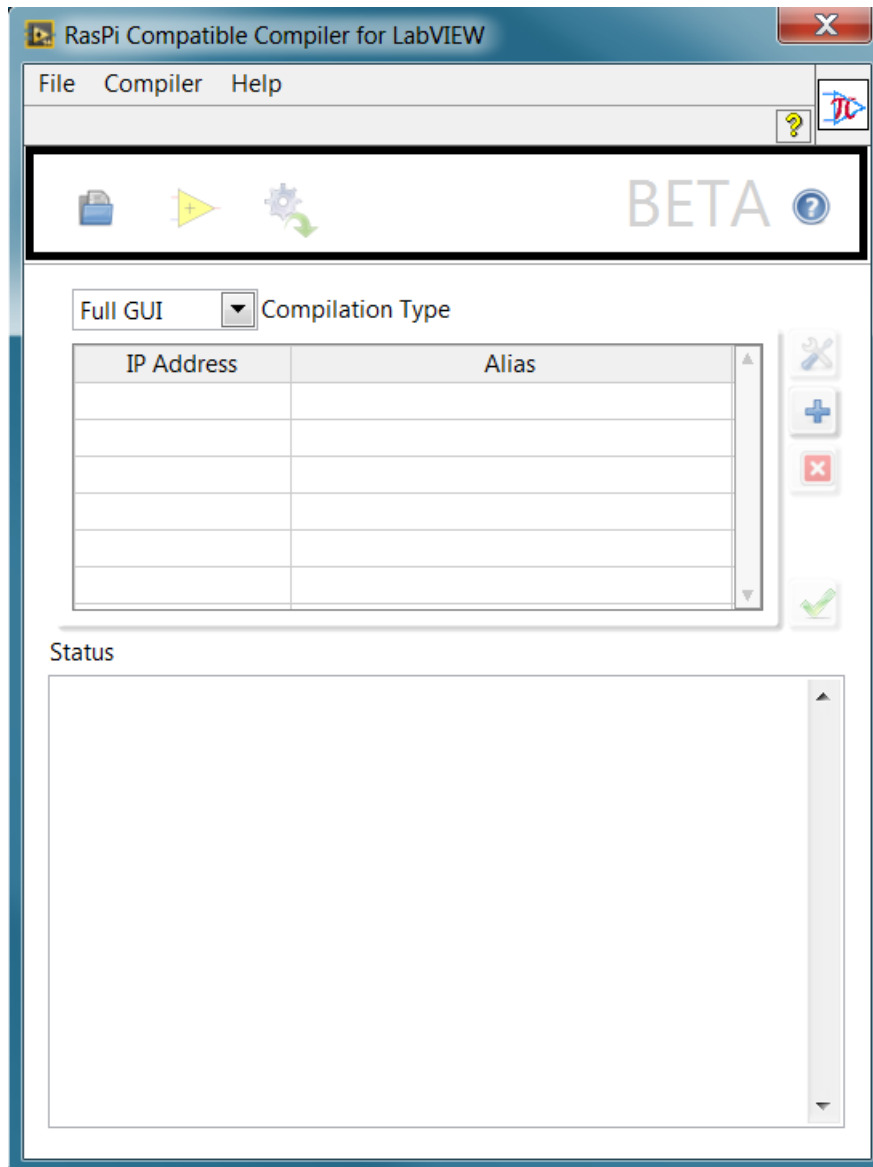 RasPi Compatible Compiler for LabVIEW
File Compiler Help
BETA
Full GUI Compilation Type
IP Address Alias
Status